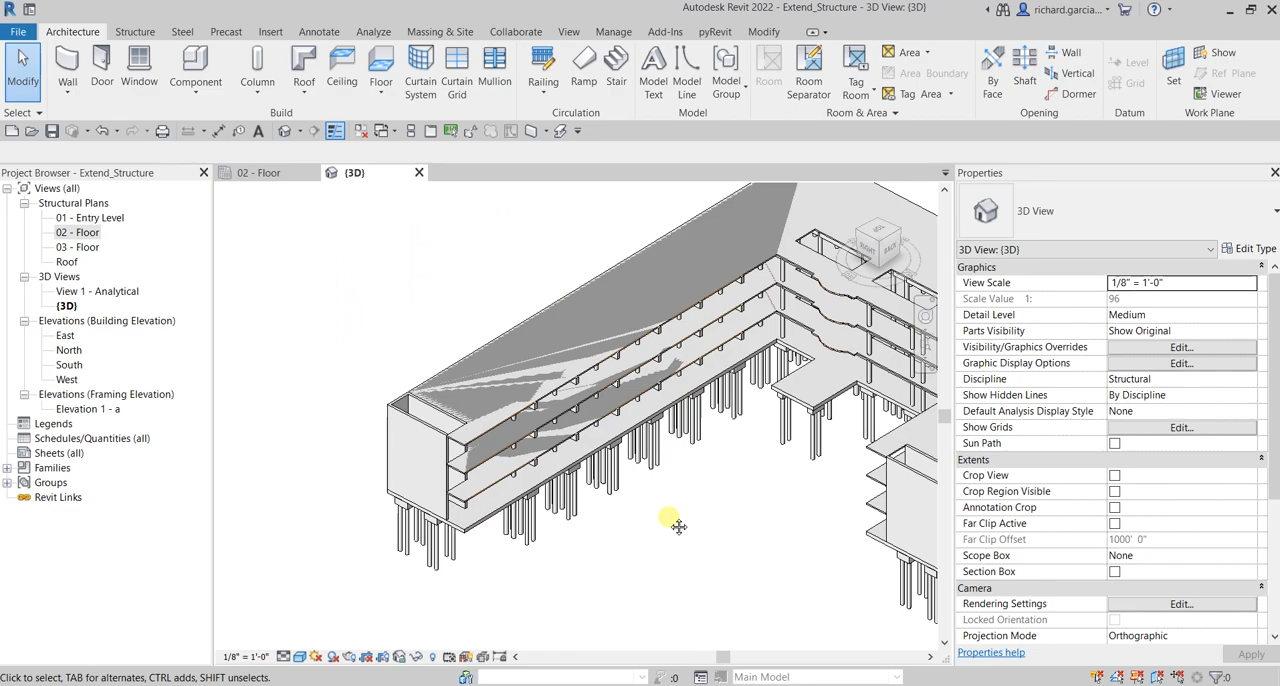 Autodesk Revit 2022 - Extend_Structure - 3D View: {3D}
richard.garcia...
File Architecture Structure Steel Precast Insert Annotate Analyze Massing & Site Collaborate View Manage Add-Ins pyRevit Modify
Modify Wall Door Window Component Column Roof Ceiling Floor Curtain System Curtain Grid Mullion Railing Ramp Stair Model Text Model Line Model Group Room Room Separator Tag Room Area Area Boundary Tag Area By Face Shaft Wall Vertical Dormer Level Grid Set Show Ref Plane Viewer
Select Build Circulation Model Room & Area Opening Datum Work Plane
Project Browser - Extend_Structure
02 - Floor
{3D}
Properties
Views (all)
Structural Plans
01 - Entry Level
02 - Floor
03 - Floor
Roof
3D Views
View 1 - Analytical
{3D}
Elevations (Building Elevation)
East
North
South
West
Elevations (Framing Elevation)
Elevation 1 - a
Legends
Schedules/Quantities (all)
Sheets (all)
Families
Groups
Revit Links
RIGHT
BACK
3D View
3D View: {3D}
Edit Type
Graphics
View Scale 1/8" = 1'-0"
Scale Value 1: 96
Detail Level Medium
Parts Visibility Show Original
Visibility/Graphics Overrides Edit...
Graphic Display Options Edit...
Discipline Structural
Show Hidden Lines By Discipline
Default Analysis Display Style None
Show Grids Edit...
Sun Path
Extents
Crop View
Crop Region Visible
Annotation Crop
Far Clip Active
Far Clip Offset 1000' 0"
Scope Box None
Section Box
Camera
Rendering Settings Edit...
Locked Orientation
Projection Mode Orthographic
Properties help
Apply
1/8" = 1'-0"
Click to select, TAB for alternates, CTRL adds, SHIFT unselects.
:0
Main Model
:0